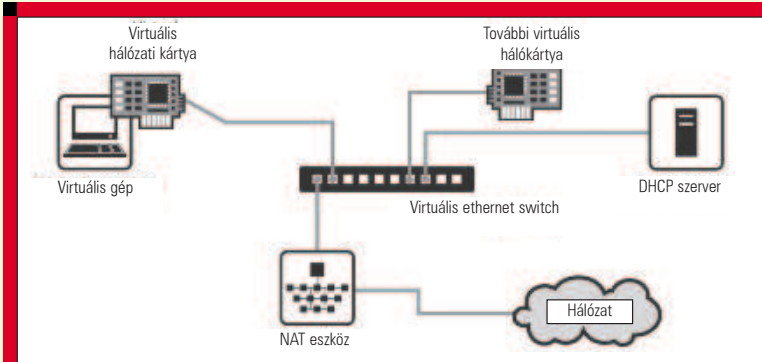 Virtuális
hálózati kártya
További virtuális
hálókártya
Virtuális gép
DHCP szerver
Virtuális ethernet switch
NAT eszköz
Hálózat